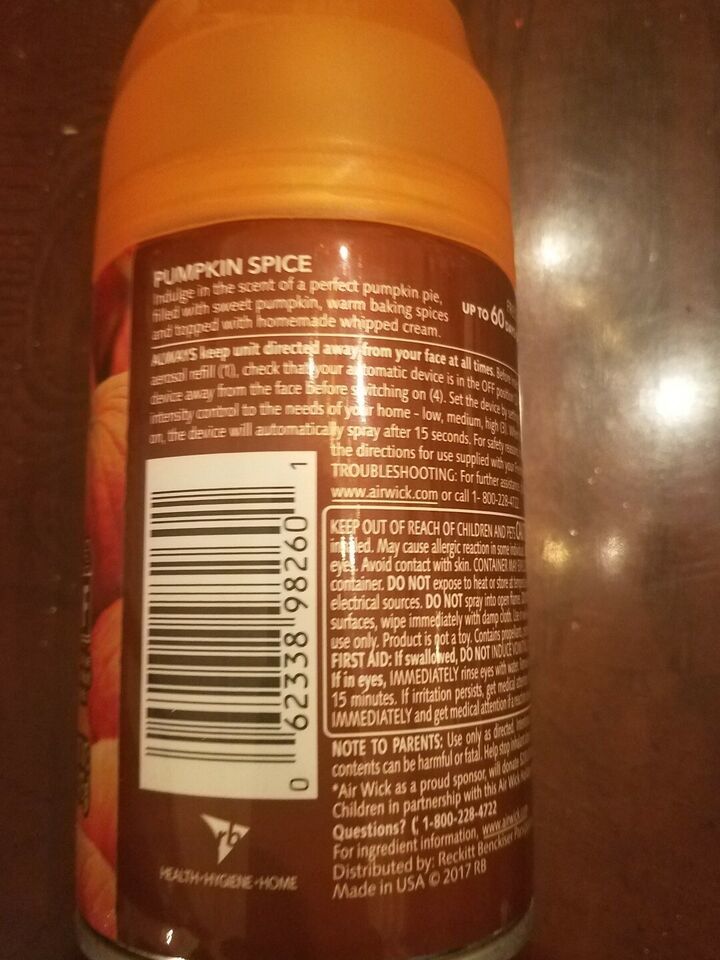 PUMPKIN SPICE
Indulge in the scent of a perfect pumpkin pie,
filled with sweet pumpkin, warm baking spices
and topped with homemade whipped cream.
UP TO 60
ALWAYS keep unit directed away from your face at all times. Before
aerosol refill (1), check that your automatic device is in the OFF position
device away from the face before switching on (4). Set the device by
intensity control to the needs of your home - low, medium, high (3).
on, the device will automatically spray after 15 seconds. For safety
the directions for use supplied with your
TROUBLESHOOTING: For further assistance
www.airwick.com or call 1- 800-228-4722
KEEP OUT OF REACH OF CHILDREN AND PETS
inhaled. May cause allergic reaction in some
eyes. Avoid contact with skin. CONTAINER MAY
container. DO NOT expose to heat or store at
electrical sources. DO NOT spray into open flame.
surfaces, wipe immediately with damp cloth.
use only. Product is not a toy. Contains
FIRST AID: If swallowed, DO NOT INDUCE
If in eyes, IMMEDIATELY rinse eyes with water.
15 minutes. If irritation persists, get medical
IMMEDIATELY and get medical attention if
NOTE TO PARENTS: Use only as directed.
contents can be harmful or fatal. Help stop
*Air Wick as a proud sponsor, will donate
Children in partnership with this Air Wick
Questions? 1-800-228-4722
For ingredient information, www.
Distributed by: Reckitt Benckiser
Made in USA © 2017 RB
0 62338 98260 1
rb
HEALTH•HYGIENE•HOME